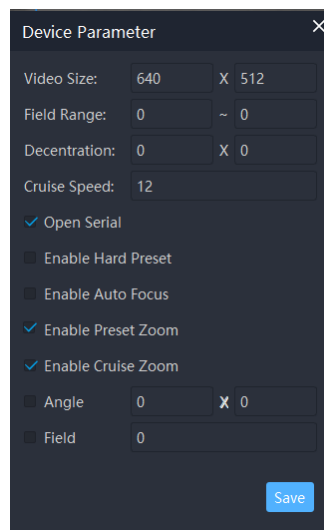 Device Parameter
Video Size: 640 X 512
Field Range: 0 ~ 0
Decentration: 0 X 0
Cruise Speed: 12
Open Serial
Enable Hard Preset
Enable Auto Focus
Enable Preset Zoom
Enable Cruise Zoom
Angle 0 X 0
Field 0
Save